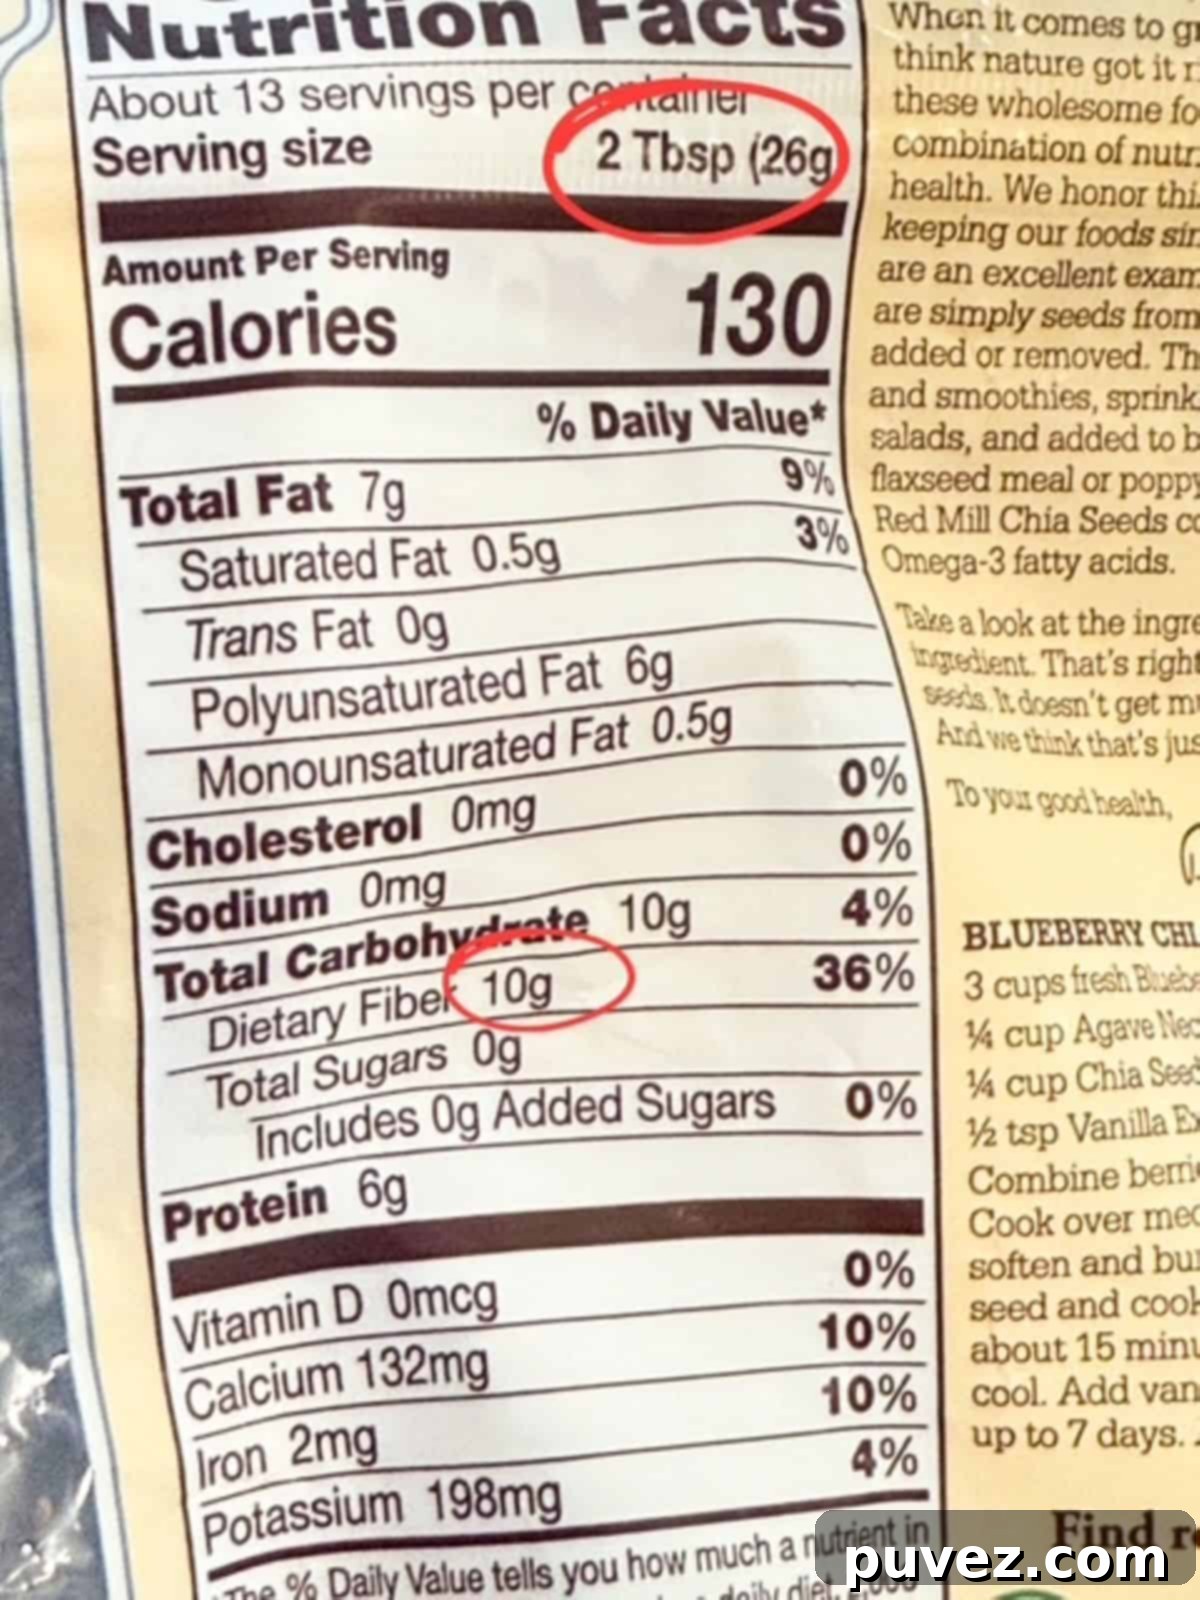 Nutrition Facts
About 13 servings per container
Serving size 2 Tbsp (26g
Amount Per Serving
Calories 130
% Daily Value*
Total Fat 7g 9%
Saturated Fat 0.5g 3%
Trans Fat 0g
Polyunsaturated Fat 6g
Monounsaturated Fat 0.5g
Cholesterol 0mg 0%
Sodium 0mg 0%
Total Carbohydrate 10g 4%
Dietary Fiber 10g 36%
Total Sugars 0g
Includes 0g Added Sugars 0%
Protein 6g
Vitamin D 0mcg 0%
Calcium 132mg 10%
Iron 2mg 10%
Potassium 198mg 4%
The % Daily Value tells you how much a nutrient in
daily diet.
When it comes to
think nature got it
these wholesome
combination of
health. We honor
keeping our foods
are an excellent
are simply seeds from
added or removed.
and smoothies,
salads, and added to
flaxseed meal or
Red Mill Chia Seeds
Omega-3 fatty acids.
Take a look at the
ingredient. That's right
seeds. It doesn't get
And we think that's
To your good health,
BLUEBERRY
3 cups fresh
¼ cup Agave
¼ cup Chia
½ tsp Vanilla
Combine
Cook over
soften and
seed and cook
about 15
cool. Add
up to 7 days.
Find
puvez.com